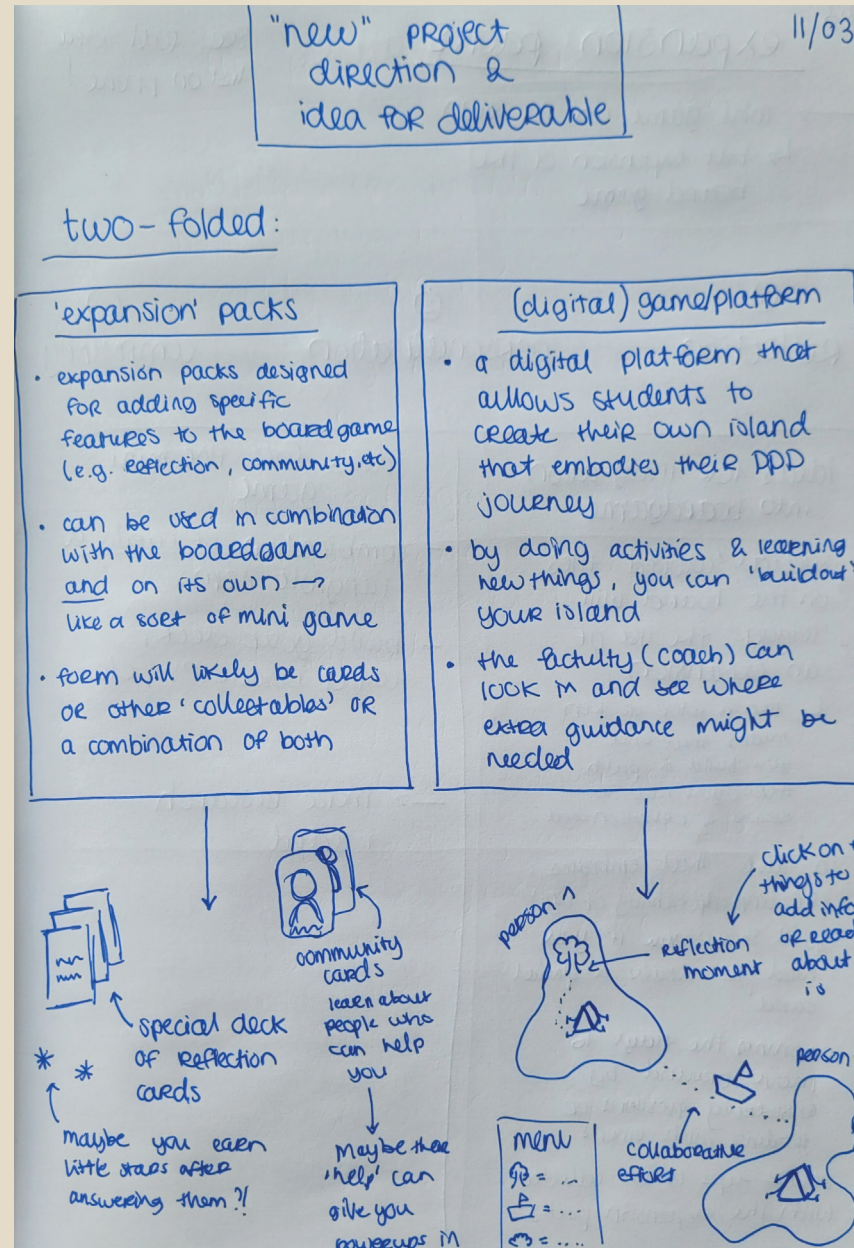 "new" project
direction &
idea for deliverable
11/03
two-folded:
'expansion' packs
• expansion packs designed
for adding specific
features to the boardgame
(e.g. reflection, community, etc)
• can be used in combination
with the boardgame
and on its own →
like a sort of mini game
• form will likely be cards
or other 'collectables' or
a combination of both
(digital) game/platform
• a digital platform that
allows students to
create their own island
that embodies their PPD
journey
• by doing activities & learning
new things, you can 'buildout'
your island
• the factulty (coach) can
look in and see where
extra guidance might be
needed
special deck
of reflection
cards
maybe you earn
little stars after
answering them?!
community
cards
learn about
people who
can help
you
Maybe there
'help' can
give you
powerups in
person 1
reflection
moment
click on
things to
add info
or read
about
is
person
collaborative
effort
menu
= ....
= ....
= ....